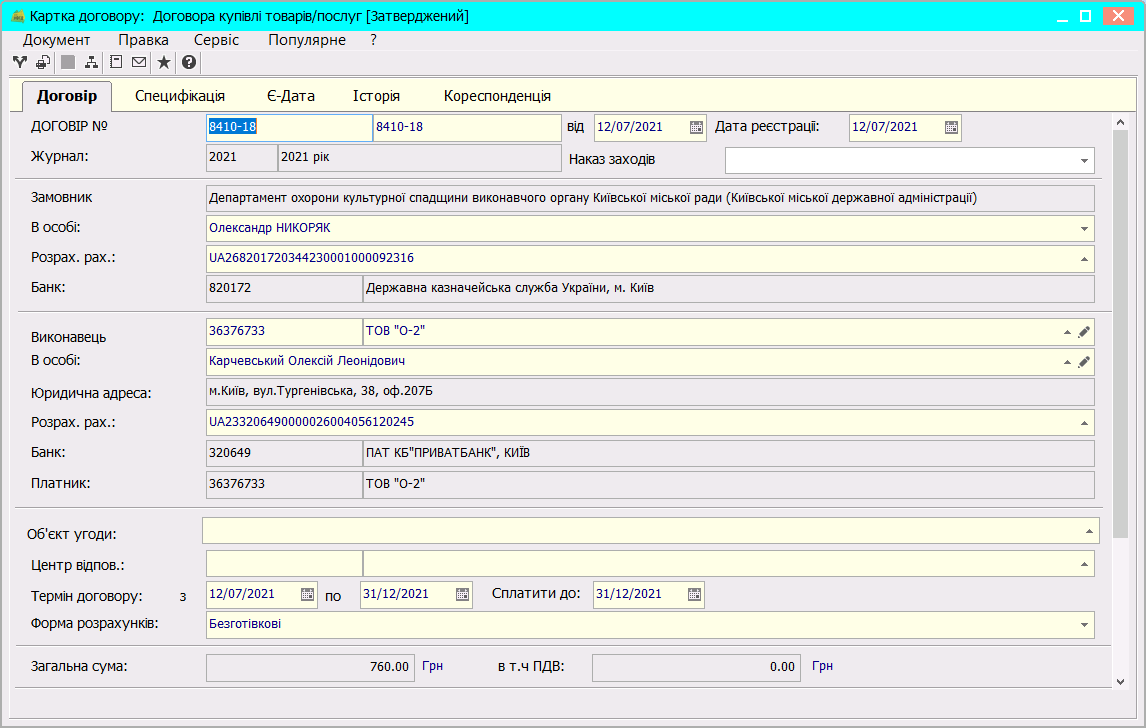 Картка договору: Договора купівлі товарів/послуг [Затверджений]
Документ Правка Сервіс Популярне ?
Договір Специфікація Є-Дата Історія Кореспонденція
ДОГОВІР № 8410-18 8410-18 від 12/07/2021 Дата реєстрації: 12/07/2021
Журнал: 2021 2021 рік Наказ заходів
Замовник Департамент охорони культурної спадщини виконавчого органу Київської міської ради (Київської міської державної адміністрації)
В особі: Олександр НИКОРЯК
Розрах. рах.: UA268201720344230001000092316
Банк: 820172 Державна казначейська служба України, м. Київ
Виконавець 36376733 ТОВ "О-2"
В особі: Карчевський Олексій Леонідович
Юридична адреса: м.Київ, вул.Тургенівська, 38, оф.207Б
Розрах. рах.: UA233206490000026004056120245
Банк: 320649 ПАТ КБ"ПРИВАТБАНК", КИЇВ
Платник: 36376733 ТОВ "О-2"
Об'єкт угоди:
Центр відпов.:
Термін договору: з 12/07/2021 по 31/12/2021 Сплатити до: 31/12/2021
Форма розрахунків: Безготівкові
Загальна сума: 760.00 Грн в т.ч ПДВ: 0.00 Грн